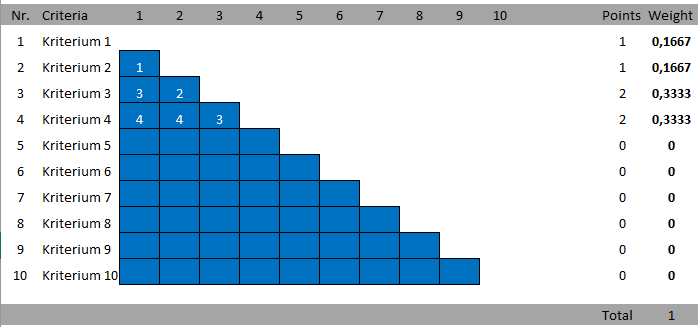 Nr. Criteria 1 2 3 4 5 6 7 8 9 10 Points Weight
1 Kriterium 1 1 0,1667
2 Kriterium 2 1 1 0,1667
3 Kriterium 3 3 2 2 0,3333
4 Kriterium 4 4 4 3 2 0,3333
5 Kriterium 5 0 0
6 Kriterium 6 0 0
7 Kriterium 7 0 0
8 Kriterium 8 0 0
9 Kriterium 9 0 0
10 Kriterium 10 0 0
Total 1